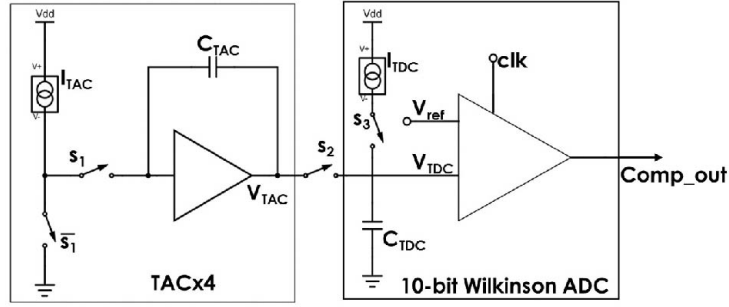 Vdd
V+
I_TAC
V-
C_TAC
S_1
S̅_1
V_TAC
S_2
TACx4
Vdd
V+
I_TDC
V-
S_3
V_ref
clk
V_TDC
C_TDC
Comp_out
10-bit Wilkinson ADC